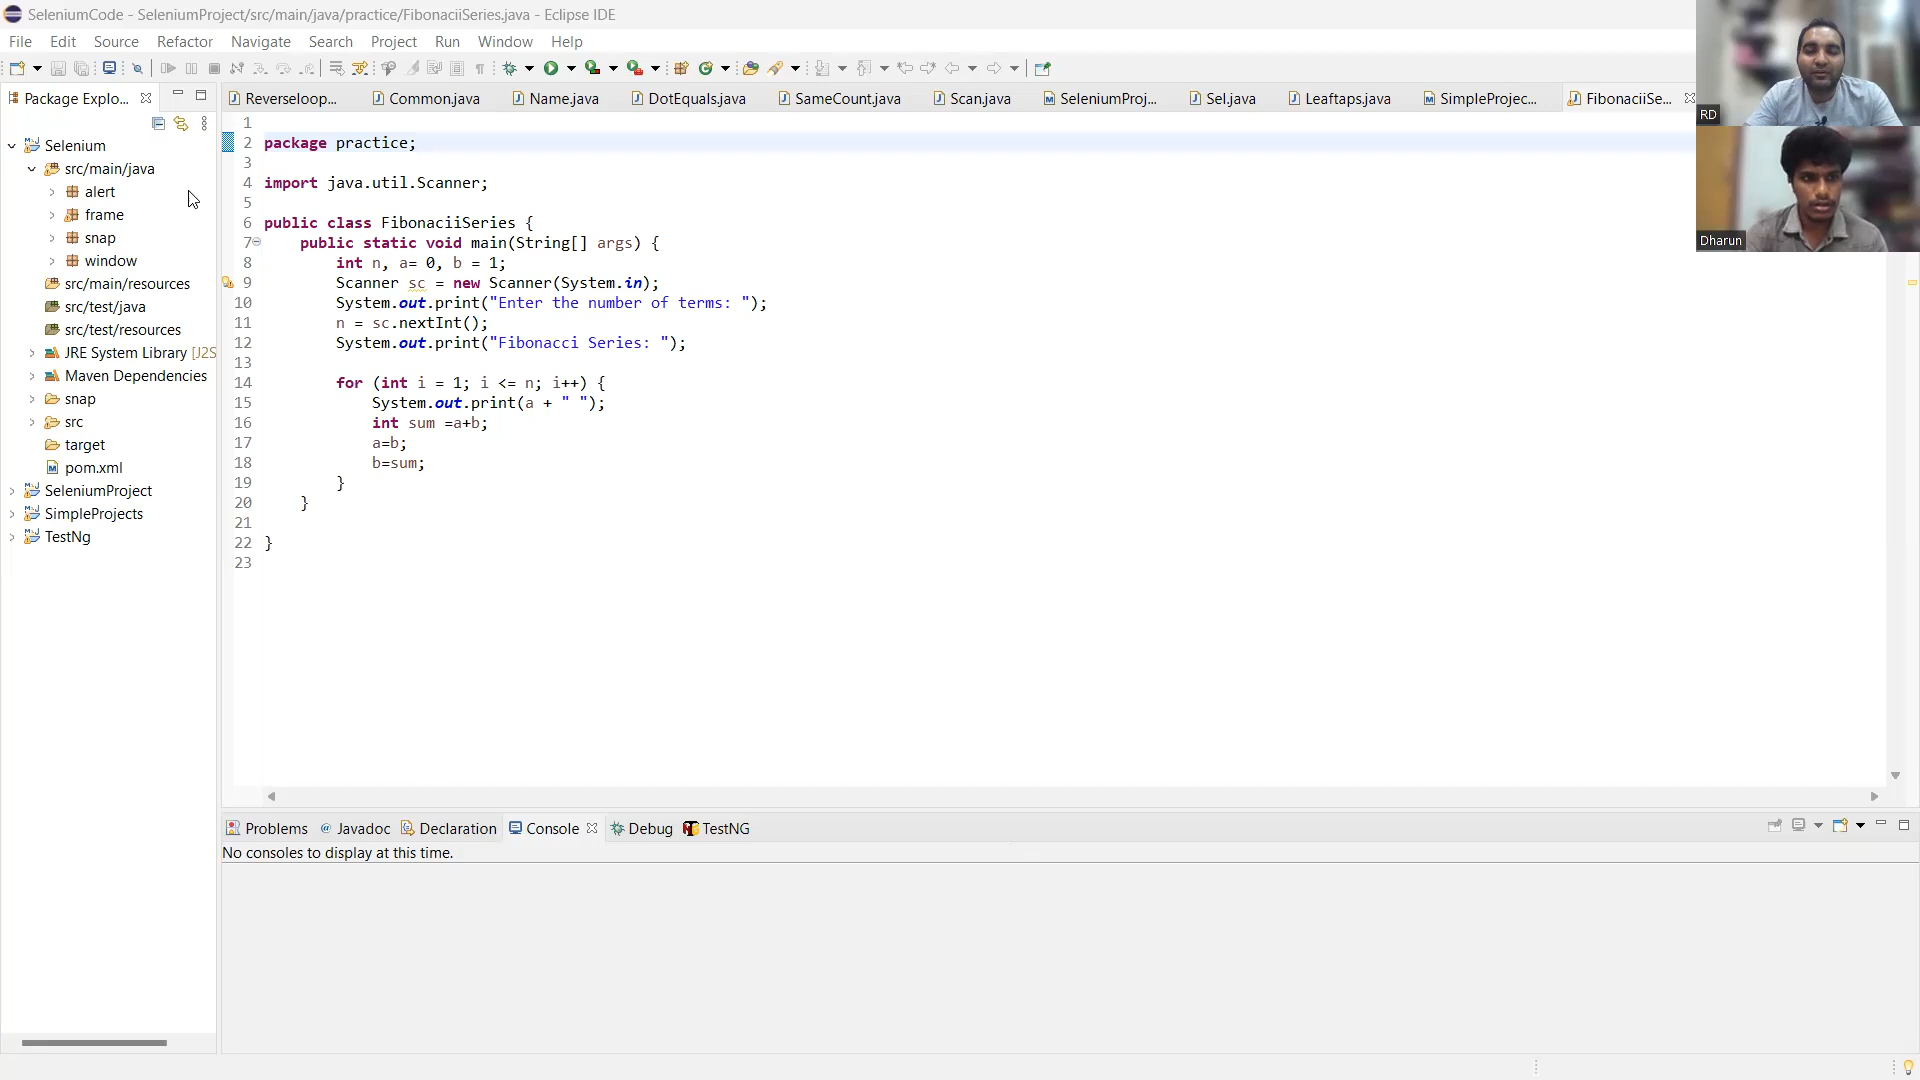 SeleniumCode - SeleniumProject/src/main/java/practice/FibonaciiSeries.java - Eclipse IDE
File Edit Source Refactor Navigate Search Project Run Window Help
Package Explo...
Reverseloop... Common.java Name.java DotEquals.java SameCount.java Scan.java SeleniumProj... Sel.java Leaftaps.java SimpleProjec... FibonaciiSe...
Selenium
src/main/java
alert
frame
snap
window
src/main/resources
src/test/java
src/test/resources
JRE System Library [J2S
Maven Dependencies
snap
src
target
pom.xml
SeleniumProject
SimpleProjects
TestNg
1
2 package practice;
3
4 import java.util.Scanner;
5
6 public class FibonaciiSeries {
7 public static void main(String[] args) {
8 int n, a= 0, b = 1;
9 Scanner sc = new Scanner(System.in);
10 System.out.print("Enter the number of terms: ");
11 n = sc.nextInt();
12 System.out.print("Fibonacci Series: ");
13
14 for (int i = 1; i <= n; i++) {
15 System.out.print(a + " ");
16 int sum =a+b;
17 a=b;
18 b=sum;
19 }
20 }
21
22 }
23
RD
Dharun
Problems Javadoc Declaration Console Debug TestNG
No consoles to display at this time.